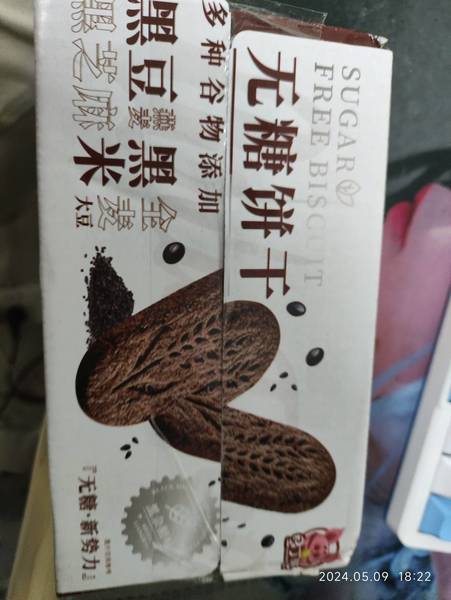 SUGAR
FREE BISCUIT
无糖饼干
多种谷物添加
黑豆 燕麦 黑 全麦
黑芝麻 米 大豆
『无糖·新势力』
2024.05.09 18:22